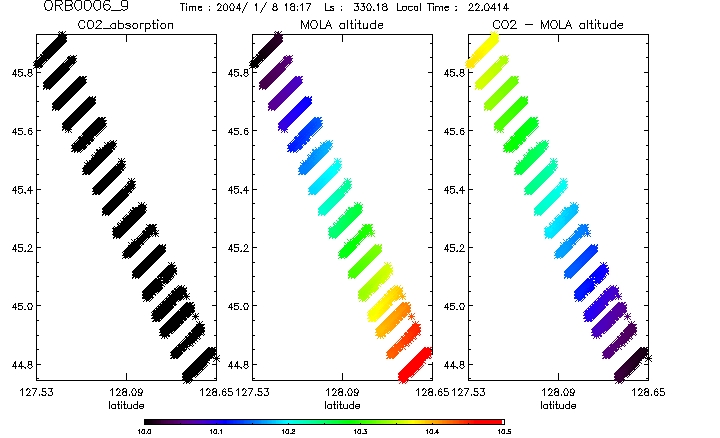 ORB0006_9 Time : 2004/ 1/ 8 18:17 Ls : 330.18 Local Time : 22.0414
CO2_absorption MOLA altitude CO2 - MOLA altitude
45.8 45.8 45.8
45.6 45.6 45.6
45.4 45.4 45.4
45.2 45.2 45.2
45.0 45.0 45.0
44.8 44.8 44.8
127.53 128.09 128.65 127.53 128.09 128.65 127.53 128.09 128.65
latitude latitude latitude
10.0 10.1 10.2 10.3 10.4 10.5